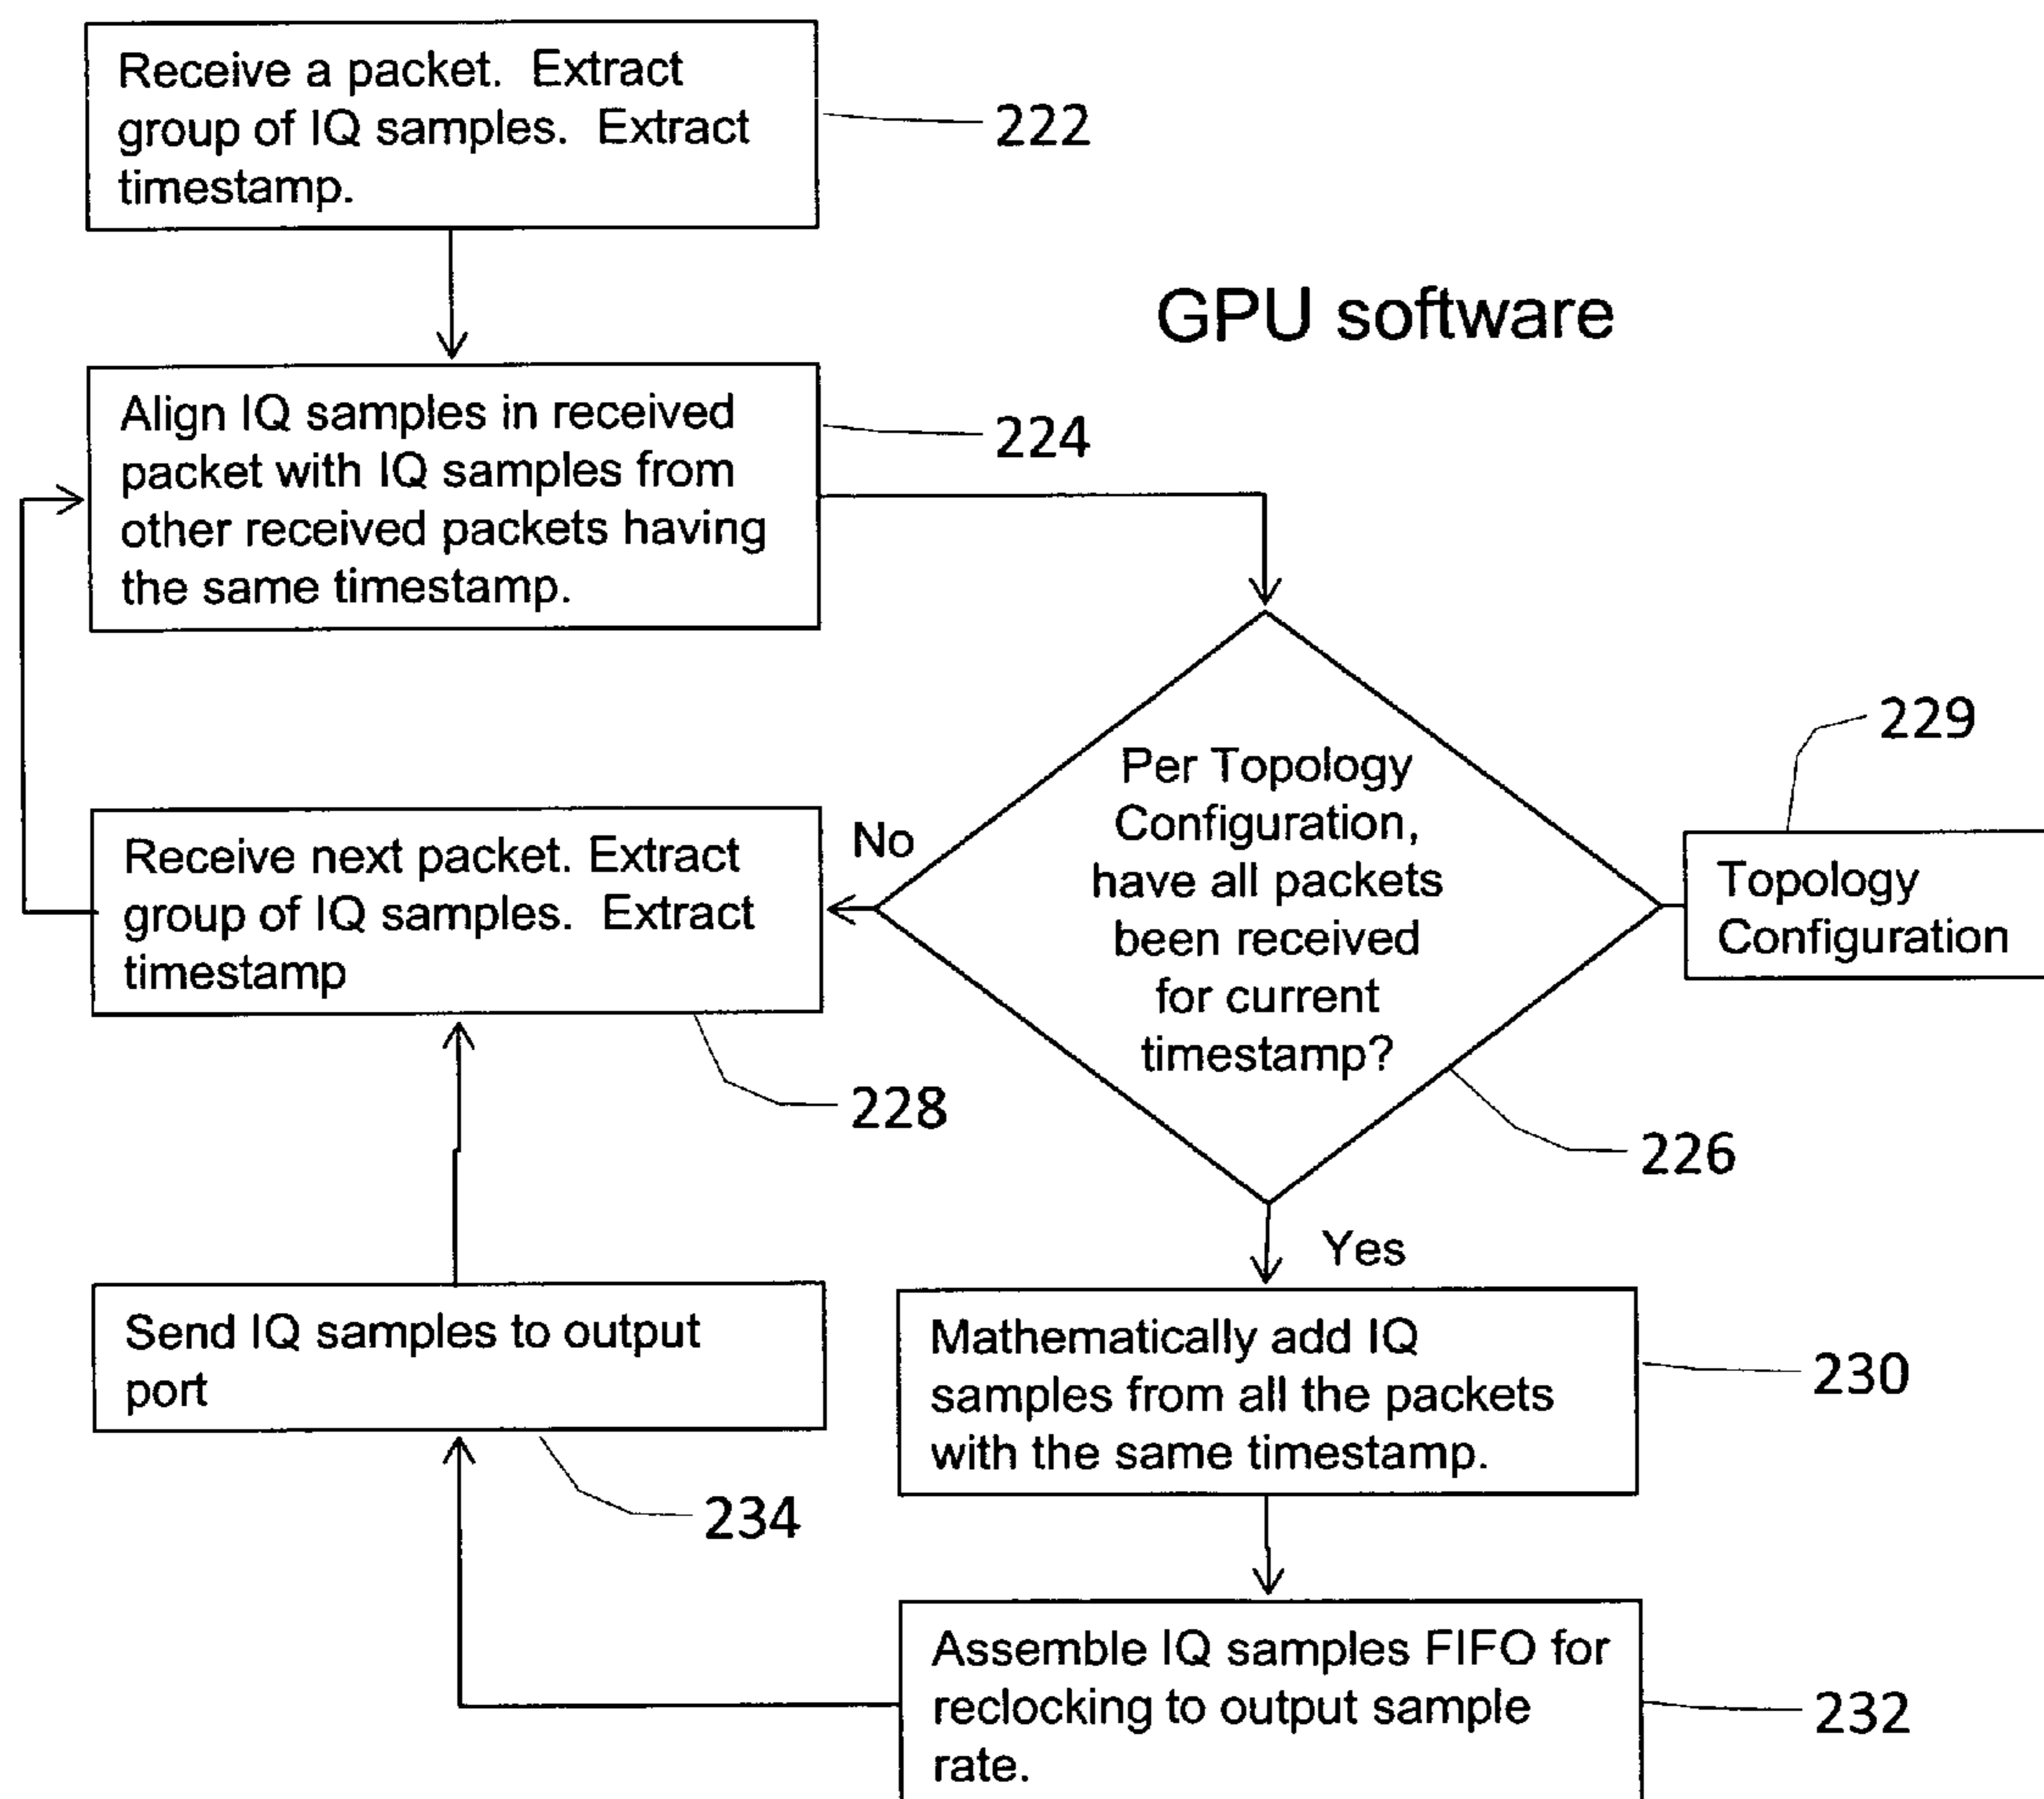 Receive a packet. Extract
group of IQ samples. Extract
timestamp.
222
GPU software
Align IQ samples in received
packet with IQ samples from
other received packets having
the same timestamp.
224
Per Topology
Configuration,
have all packets
been received
for current
timestamp?
229
Topology
Configuration
No
Receive next packet. Extract
group of IQ samples. Extract
timestamp
228
226
Yes
Send IQ samples to output
port
234
Mathematically add IQ
samples from all the packets
with the same timestamp.
230
Assemble IQ samples FIFO for
reclocking to output sample
rate.
232